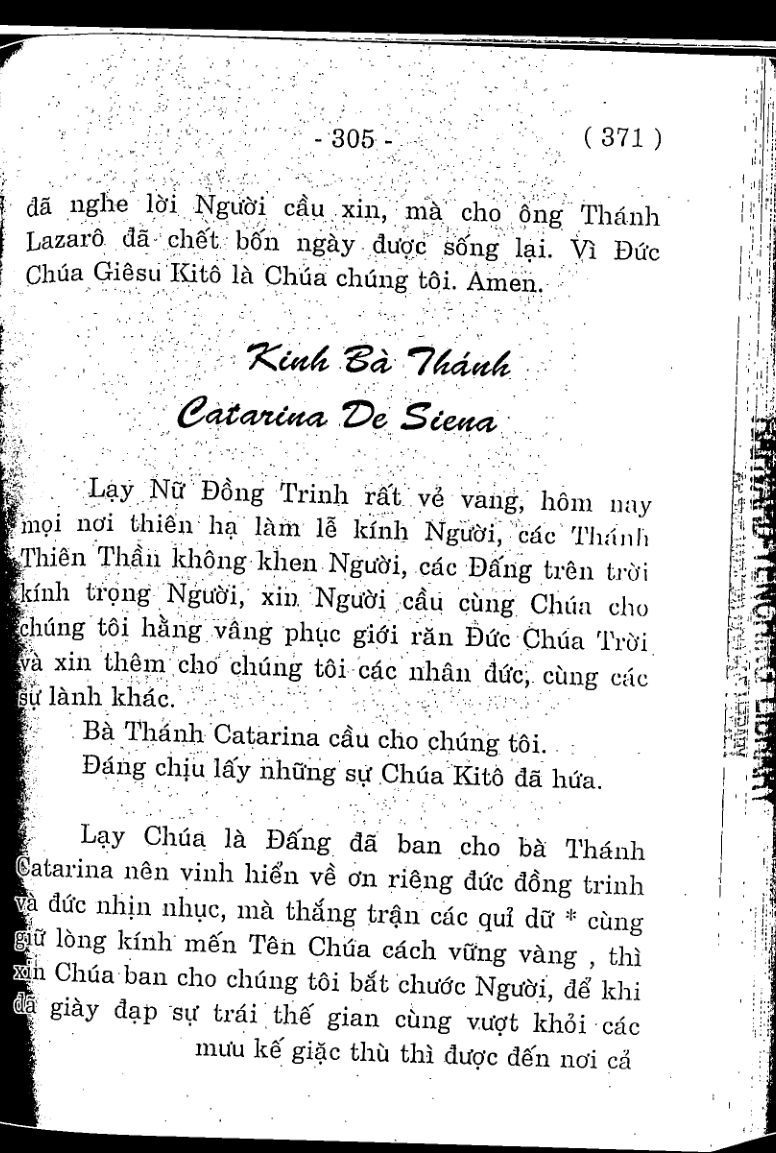 - 305 - ( 371 )
đã nghe lời Người cầu xin, mà cho ông Thánh
Lazarô đã chết bốn ngày được sống lại. Vì Đức
Chúa Giêsu Kitô là Chúa chúng tôi. Amen.
Kinh Bà Thánh
Catarina De Siena
Lạy Nữ Đồng Trinh rất vẻ vang, hôm nay
mọi nơi thiên hạ làm lễ kính Người, các Thánh
Thiên Thần không khen Người, các Đấng trên trời
kính trọng Người, xin Người cầu cùng Chúa cho
chúng tôi hằng vâng phục giới răn Đức Chúa Trời
và xin thêm cho chúng tôi các nhân đức, cùng các
sự lành khác.
Bà Thánh Catarina cầu cho chúng tôi.
Đáng chịu lấy những sự Chúa Kitô đã hứa.
Lạy Chúa là Đấng đã ban cho bà Thánh
Catarina nên vinh hiển về ơn riêng đức đồng trinh
và đức nhịn nhục, mà thắng trận các quỉ dữ * cùng
giữ lòng kính mến Tên Chúa cách vững vàng , thì
xin Chúa ban cho chúng tôi bắt chước Người, để khi
đã giày đạp sự trái thế gian cùng vượt khỏi các
mưu kế giặc thù thì được đến nơi cả
HARVARD-YENCHING LIBRARY